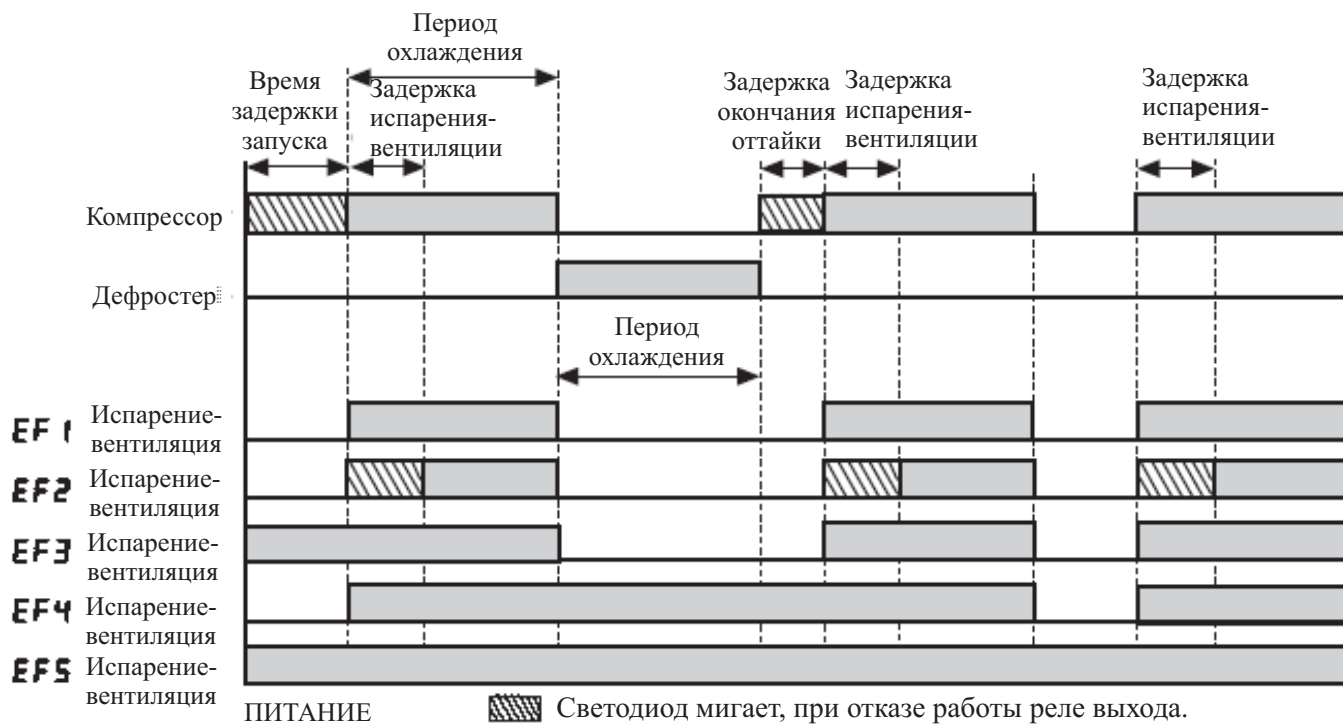 Период
охлаждения
Время
задержки
запуска
Задержка
испарения-
вентиляции
Задержка
окончания
оттайки
Задержка
испарения-
вентиляции
Задержка
испарения-
вентиляции
Компрессор
Дефростер
Период
охлаждения
EF1 Испарение-
вентиляция
EF2 Испарение-
вентиляция
EF3 Испарение-
вентиляция
EF4 Испарение-
вентиляция
EF5 Испарение-
вентиляция
ПИТАНИЕ
Светодиод мигает, при отказе работы реле выхода.